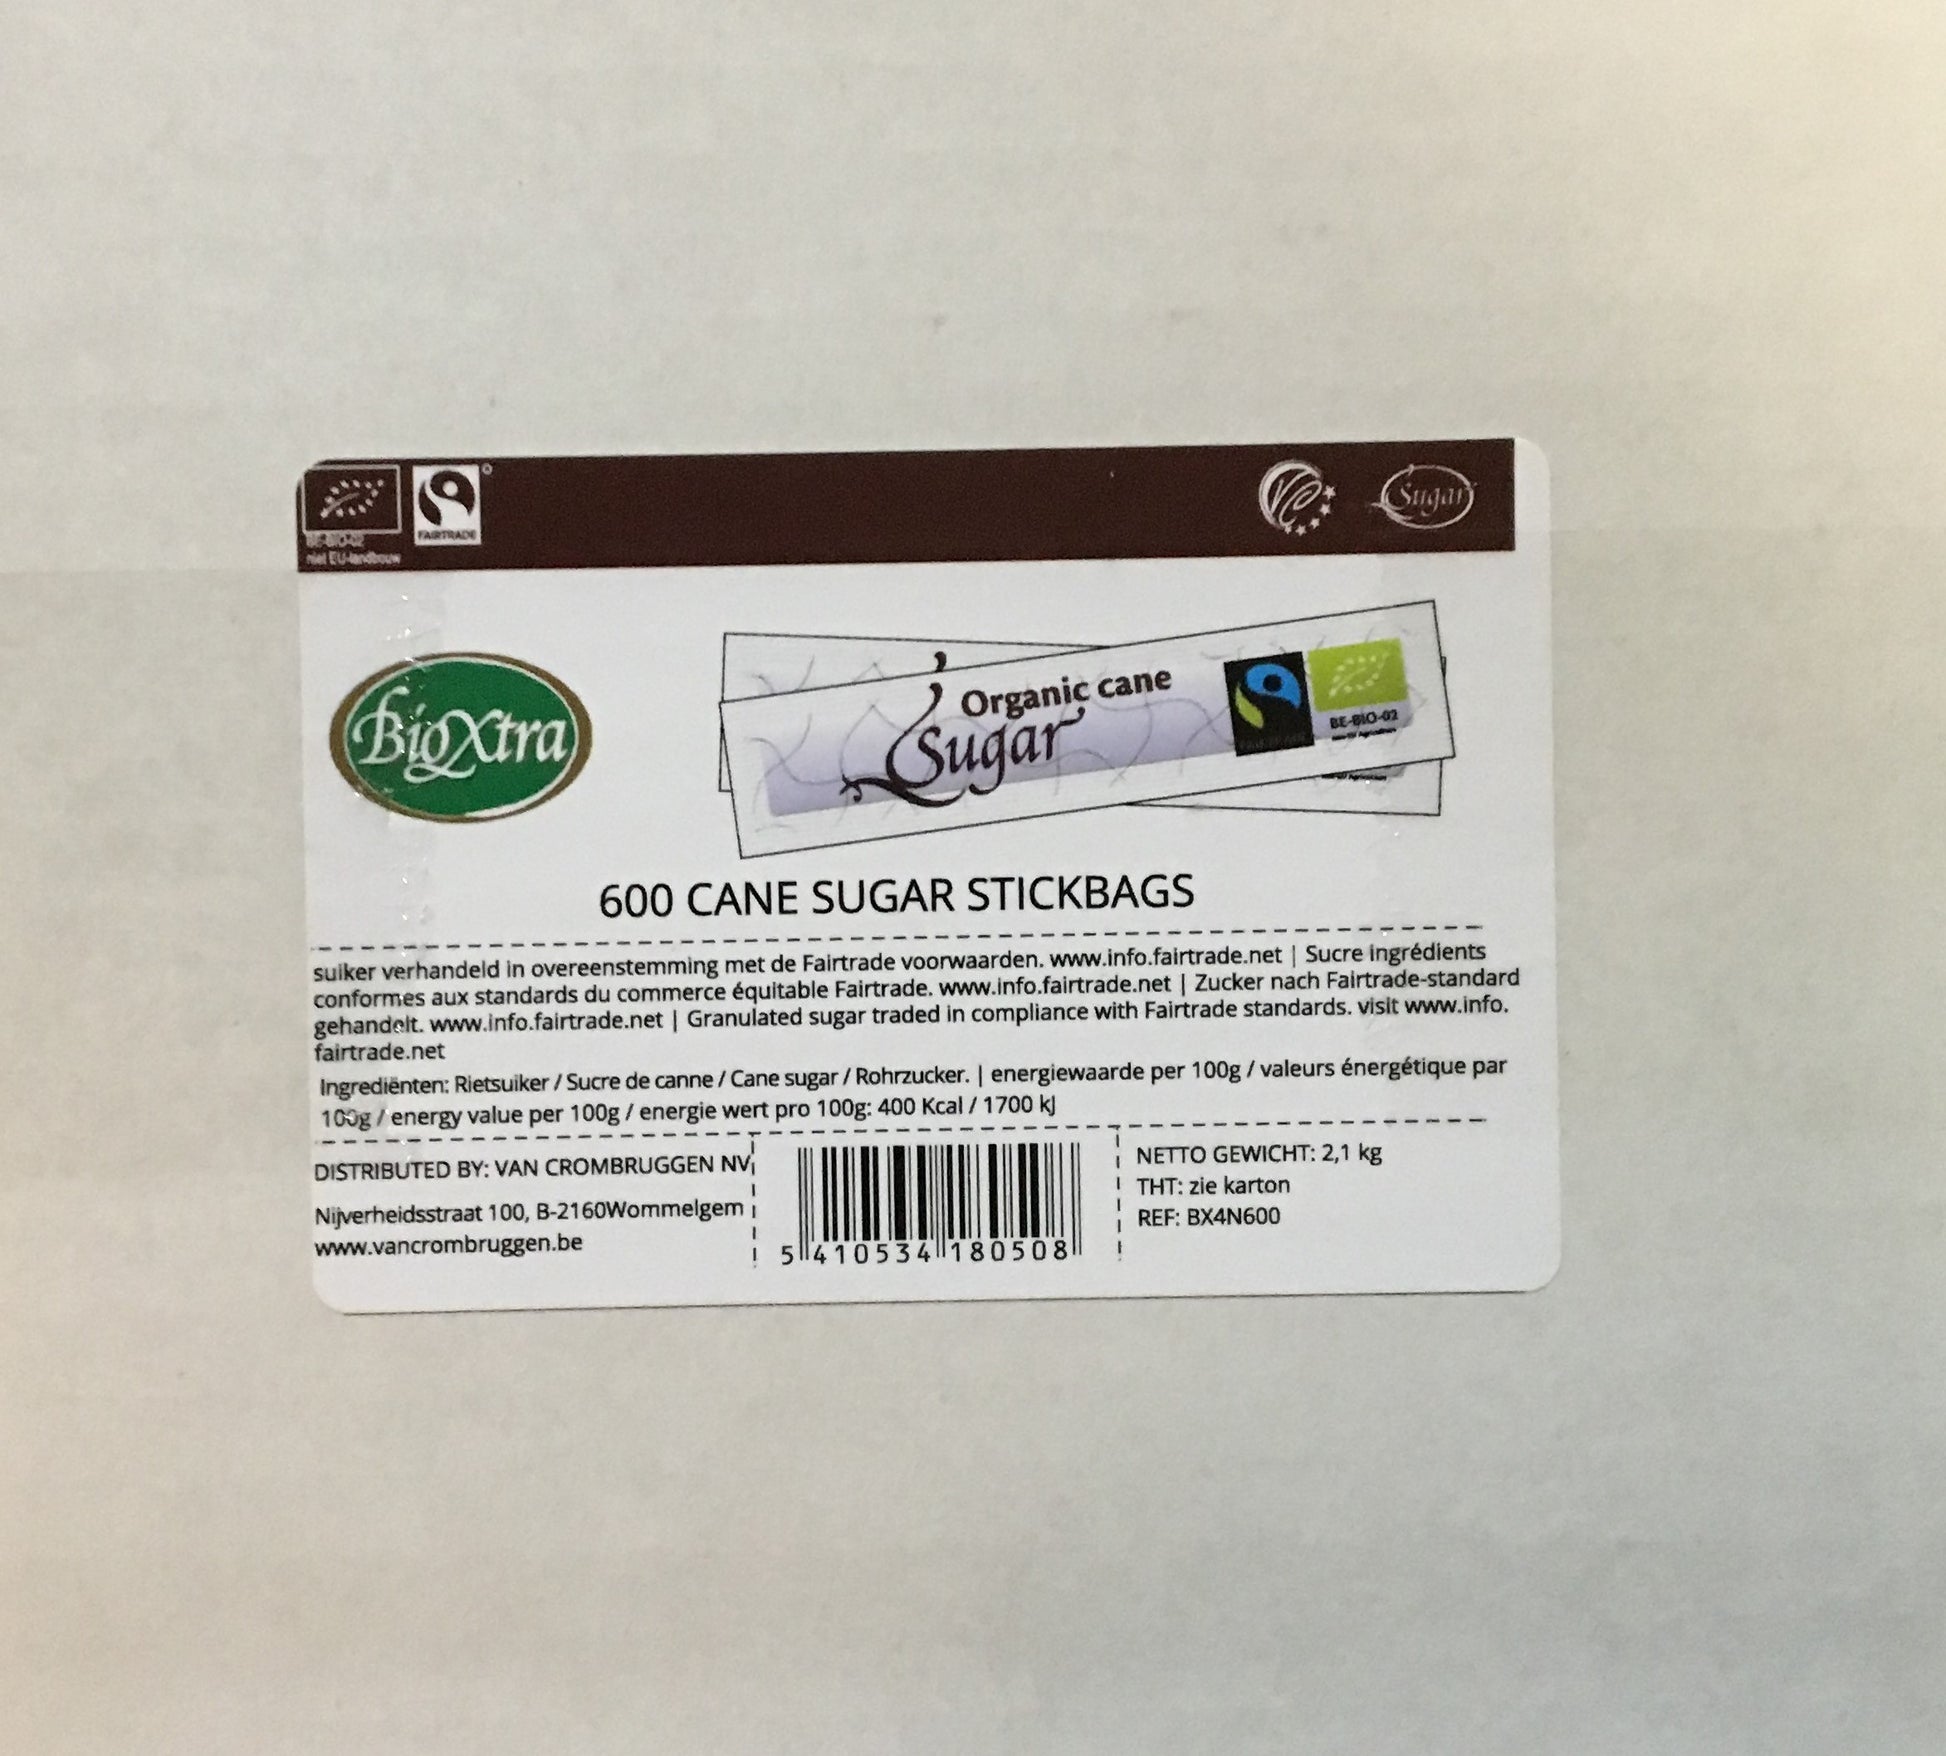 BE-BIO-02
niet EU-landbouw
FAIRTRADE
VC
Sugar
BioXtra
Organic cane
Sugar
BE-BIO-02
600 CANE SUGAR STICKBAGS
suiker verhandeld in overeenstemming met de Fairtrade voorwaarden. www.info.fairtrade.net | Sucre ingrédients
conformes aux standards du commerce équitable Fairtrade. www.info.fairtrade.net | Zucker nach Fairtrade-standard
gehandelt. www.info.fairtrade.net | Granulated sugar traded in compliance with Fairtrade standards. visit www.info.
fairtrade.net
Ingrediënten: Rietsuiker / Sucre de canne / Cane sugar / Rohrzucker. | energiewaarde per 100g / valeurs énergétique par
100g / energy value per 100g / energie wert pro 100g: 400 Kcal / 1700 kJ
DISTRIBUTED BY: VAN CROMBRUGGEN NV
Nijverheidsstraat 100, B-2160Wommelgem
www.vancrombruggen.be
5 410534 180508
NETTO GEWICHT: 2,1 kg
THT: zie karton
REF: BX4N600